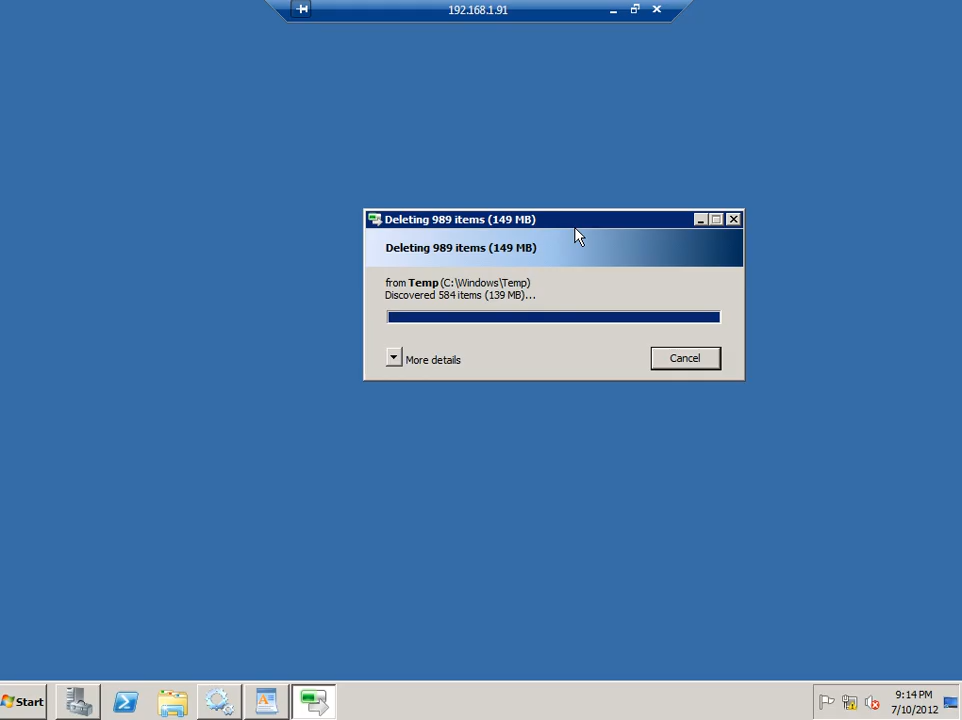 192.168.1.91
Deleting 989 items (149 MB)
Deleting 989 items (149 MB)
from Temp (C:\Windows\Temp)
Discovered 584 items (139 MB)...
More details
Cancel
Start
9:14 PM
7/10/2012